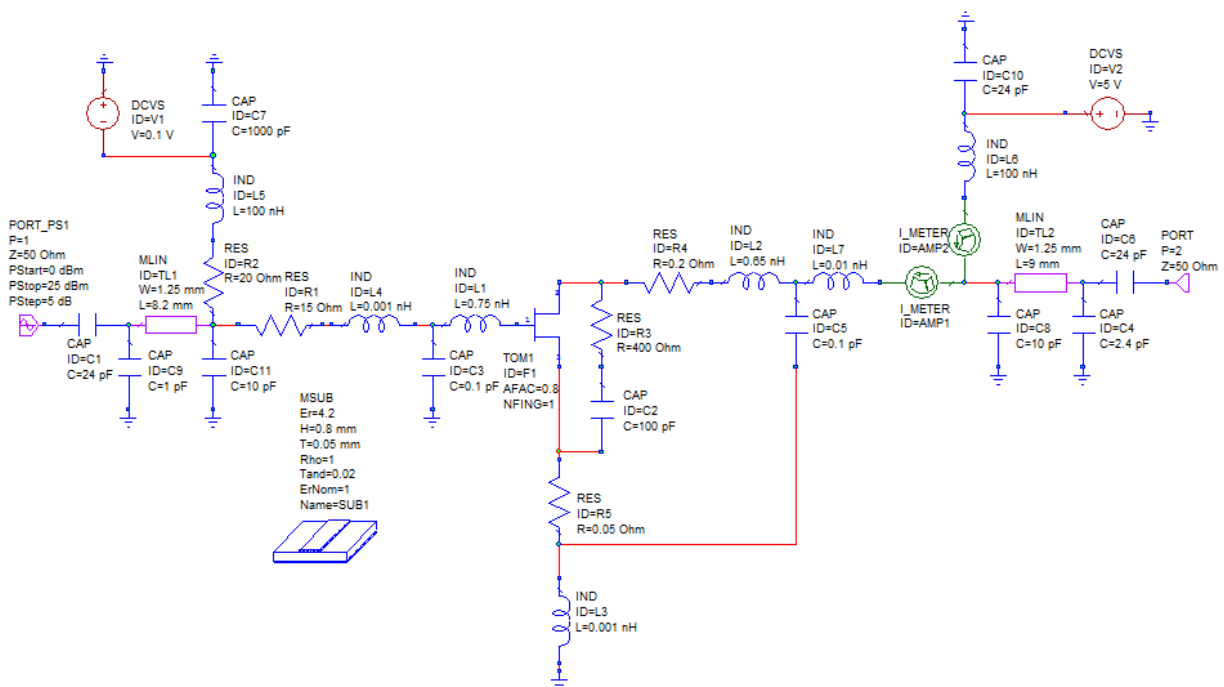 DCVS
ID=V1
V=0.1 V
CAP
ID=C7
C=1000 pF
IND
ID=L5
L=100 nH
PORT_PS1
P=1
Z=50 Ohm
PStart=0 dBm
PStop=25 dBm
PStep=5 dB
MLIN
ID=TL1
W=1.25 mm
L=8.2 mm
RES
ID=R2
R=20 Ohm
RES
ID=R1
R=15 Ohm
IND
ID=L4
L=0.001 nH
IND
ID=L1
L=0.75 nH
CAP
ID=C1
C=24 pF
CAP
ID=C9
C=1 pF
CAP
ID=C11
C=10 pF
CAP
ID=C3
C=0.1 pF
1
TOM1
ID=F1
AFAC=0.8
NFING=1
MSUB
Er=4.2
H=0.8 mm
T=0.05 mm
Rho=1
Tand=0.02
ErNom=1
Name=SUB1
RES
ID=R4
R=0.2 Ohm
RES
ID=R3
R=400 Ohm
CAP
ID=C2
C=100 pF
RES
ID=R5
R=0.05 Ohm
IND
ID=L3
L=0.001 nH
IND
ID=L2
L=0.65 nH
IND
ID=L7
L=0.01 nH
CAP
ID=C5
C=0.1 pF
I_METER
ID=AMP2
I_METER
ID=AMP1
CAP
ID=C10
C=24 pF
DCVS
ID=V2
V=5 V
IND
ID=L6
L=100 nH
MLIN
ID=TL2
W=1.25 mm
L=9 mm
CAP
ID=C6
C=24 pF
PORT
P=2
Z=50 Ohm
CAP
ID=C8
C=10 pF
CAP
ID=C4
C=2.4 pF